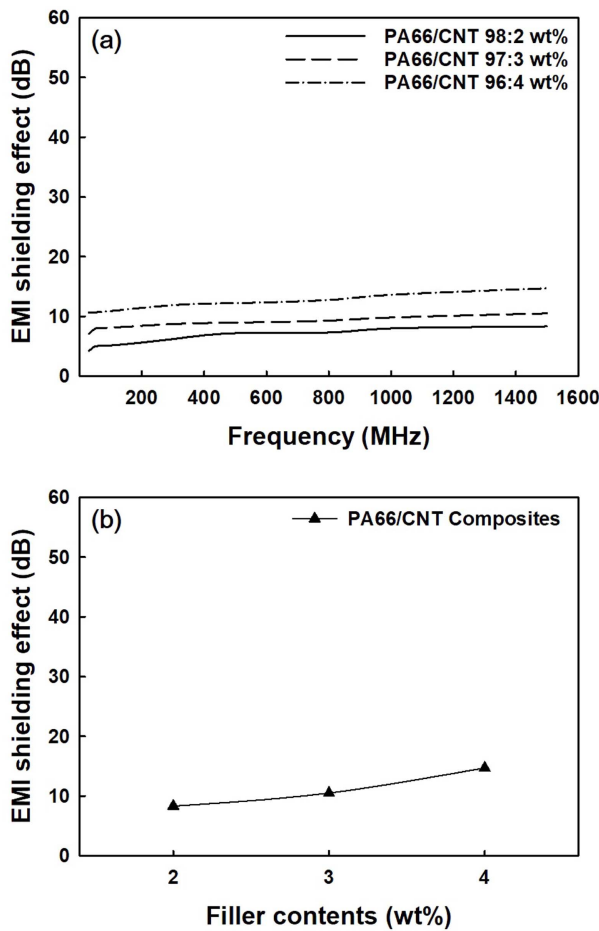 (a)
PA66/CNT 98:2 wt%
PA66/CNT 97:3 wt%
PA66/CNT 96:4 wt%
EMI shielding effect (dB)
60
50
40
30
20
10
0
200 400 600 800 1000 1200 1400 1600
Frequency (MHz)
(b)
PA66/CNT Composites
EMI shielding effect (dB)
60
50
40
30
20
10
0
2 3 4
Filler contents (wt%)